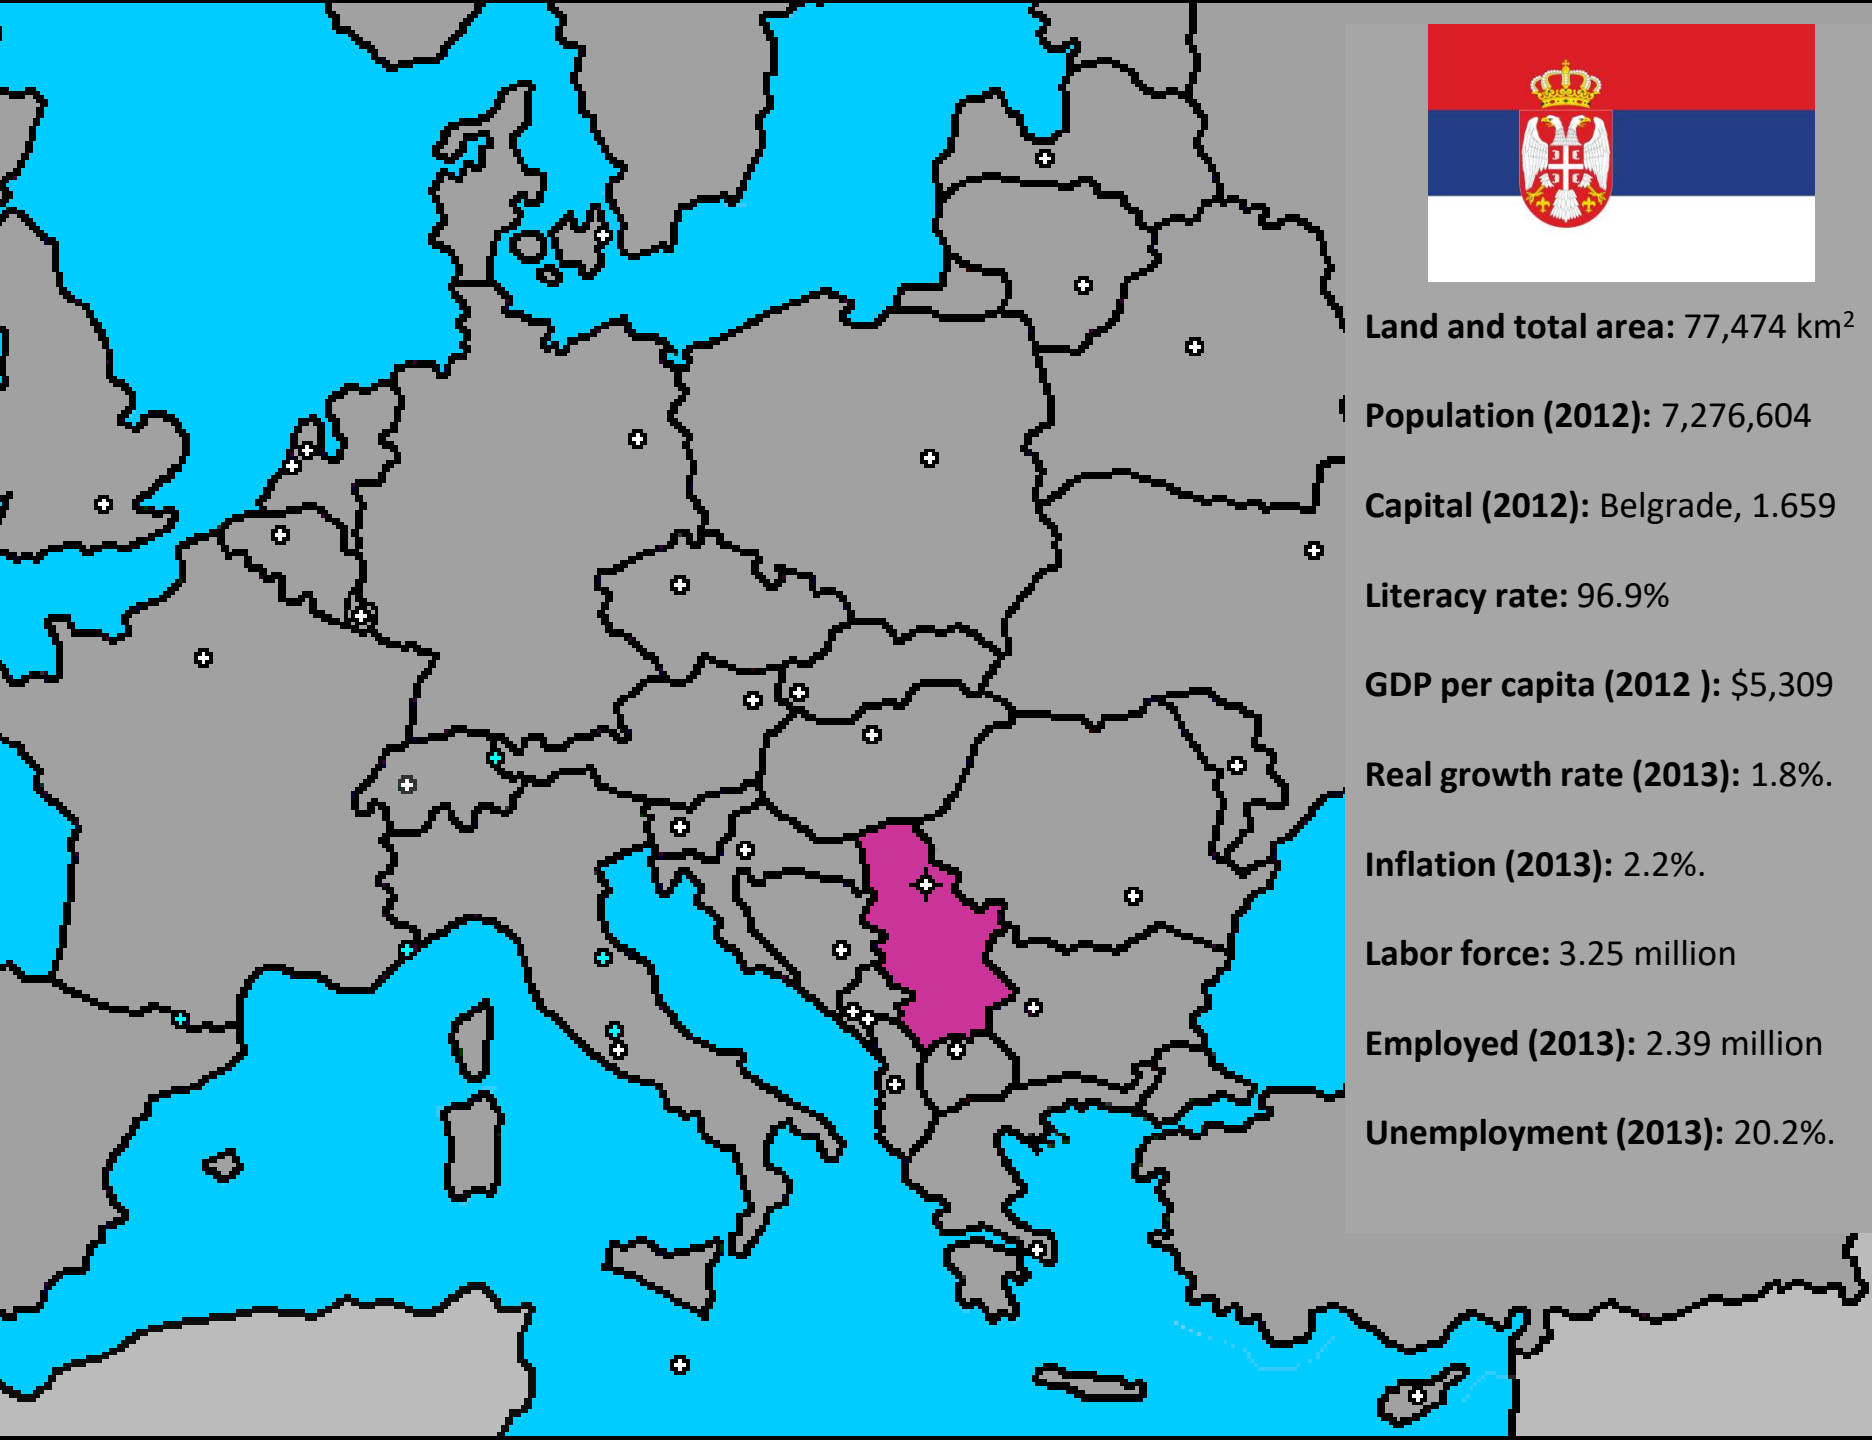 Land and total area: 77,474 km²
Population (2012): 7,276,604
Capital (2012): Belgrade, 1.659
Literacy rate: 96.9%
GDP per capita (2012 ): $5,309
Real growth rate (2013): 1.8%.
Inflation (2013): 2.2%.
Labor force: 3.25 million
Employed (2013): 2.39 million
Unemployment (2013): 20.2%.